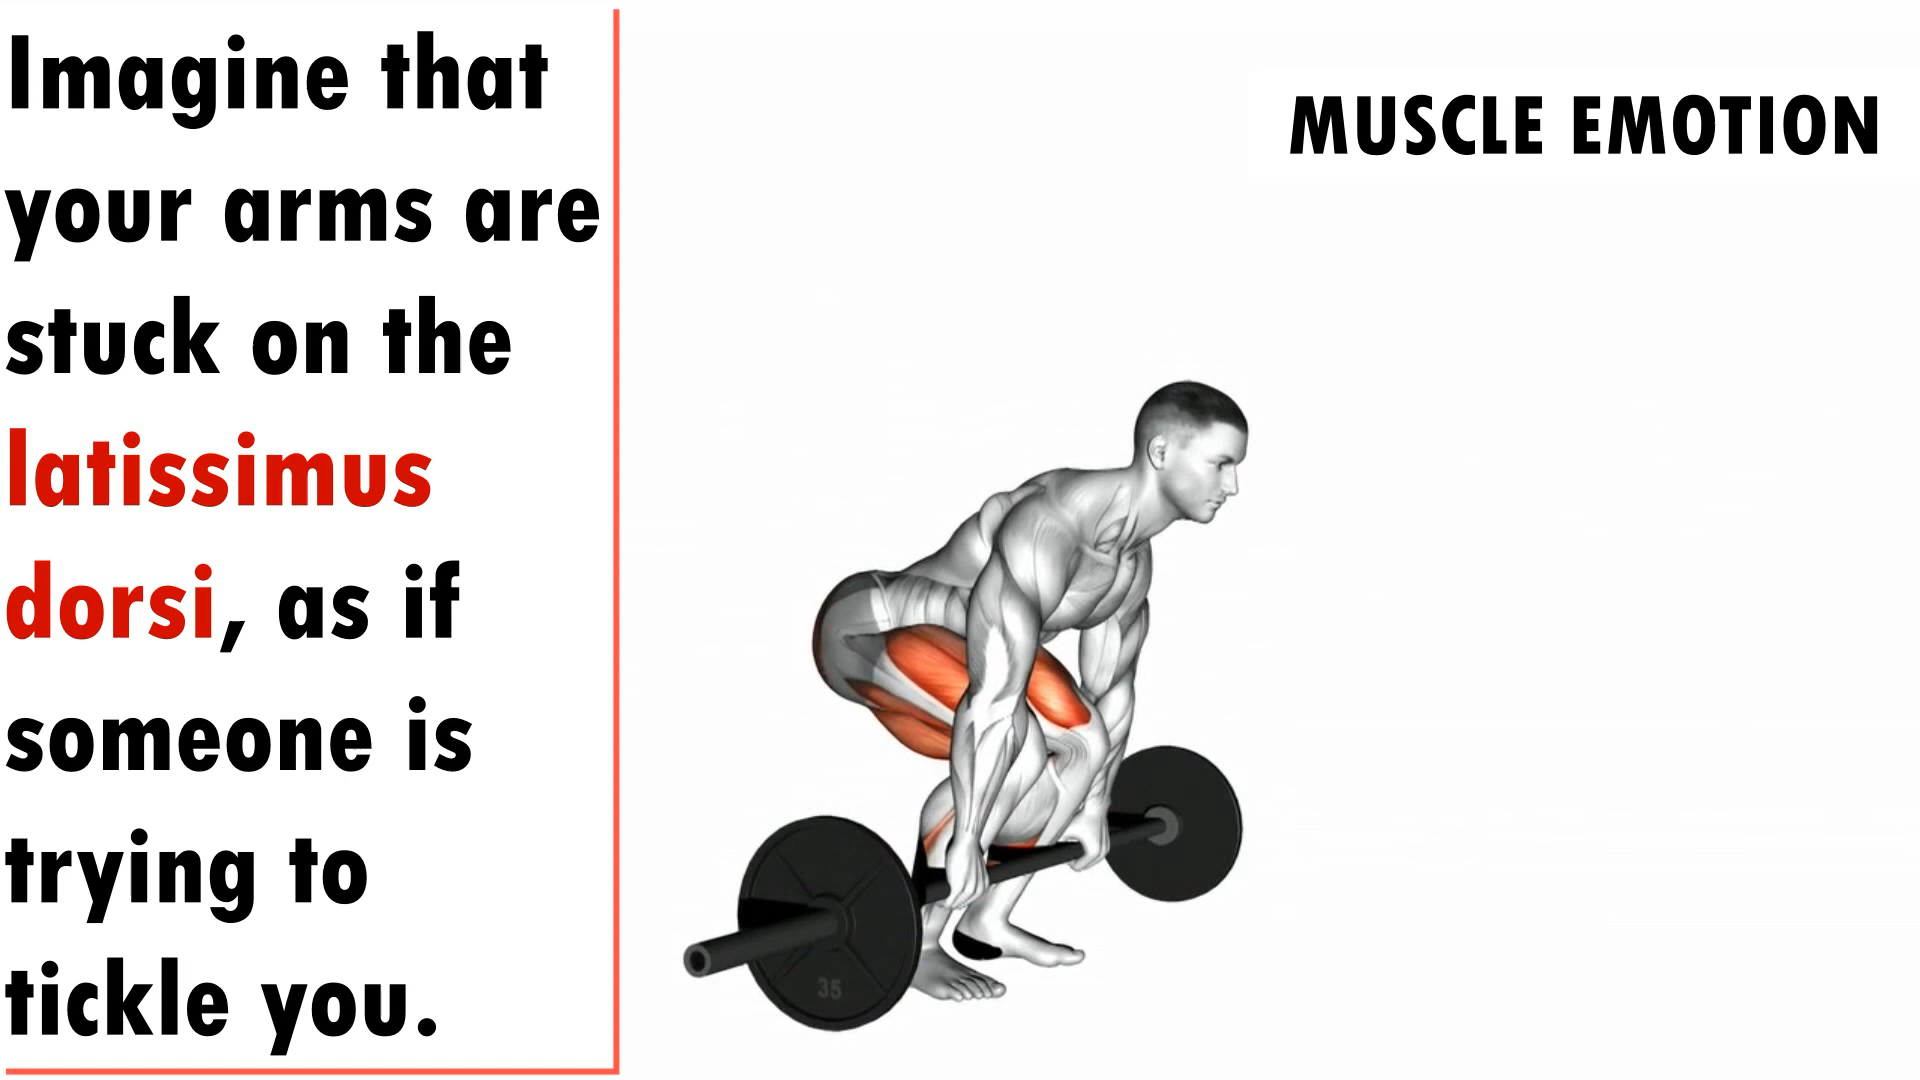 Imagine that
your arms are
stuck on the
latissimus
dorsi, as if
someone is
trying to
tickle you.
MUSCLE EMOTION
35